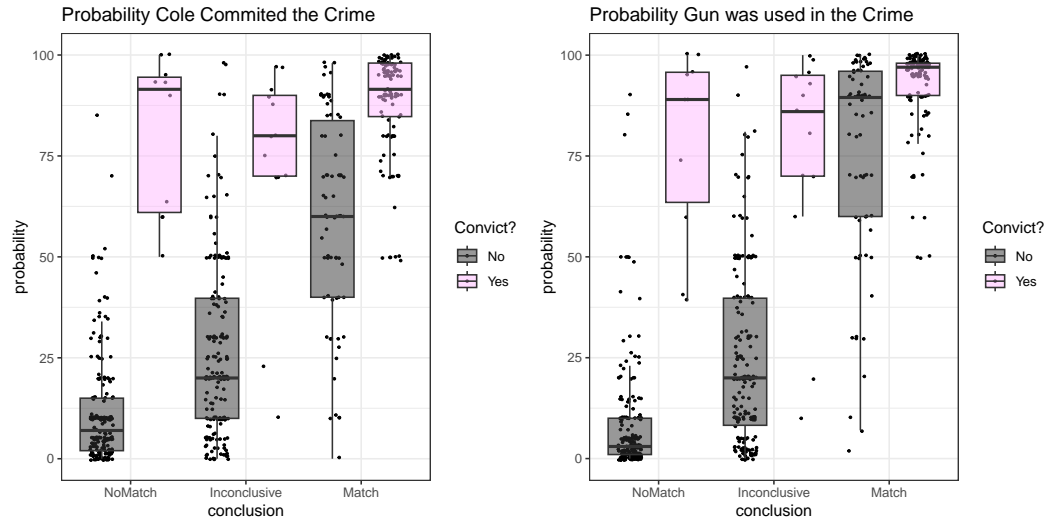 Probability Cole Commited the Crime
probability
100
75
50
25
0
NoMatch
Inconclusive
Match
conclusion
Convict?
No
Yes
Probability Gun was used in the Crime
probability
100
75
50
25
0
NoMatch
Inconclusive
Match
conclusion
Convict?
No
Yes